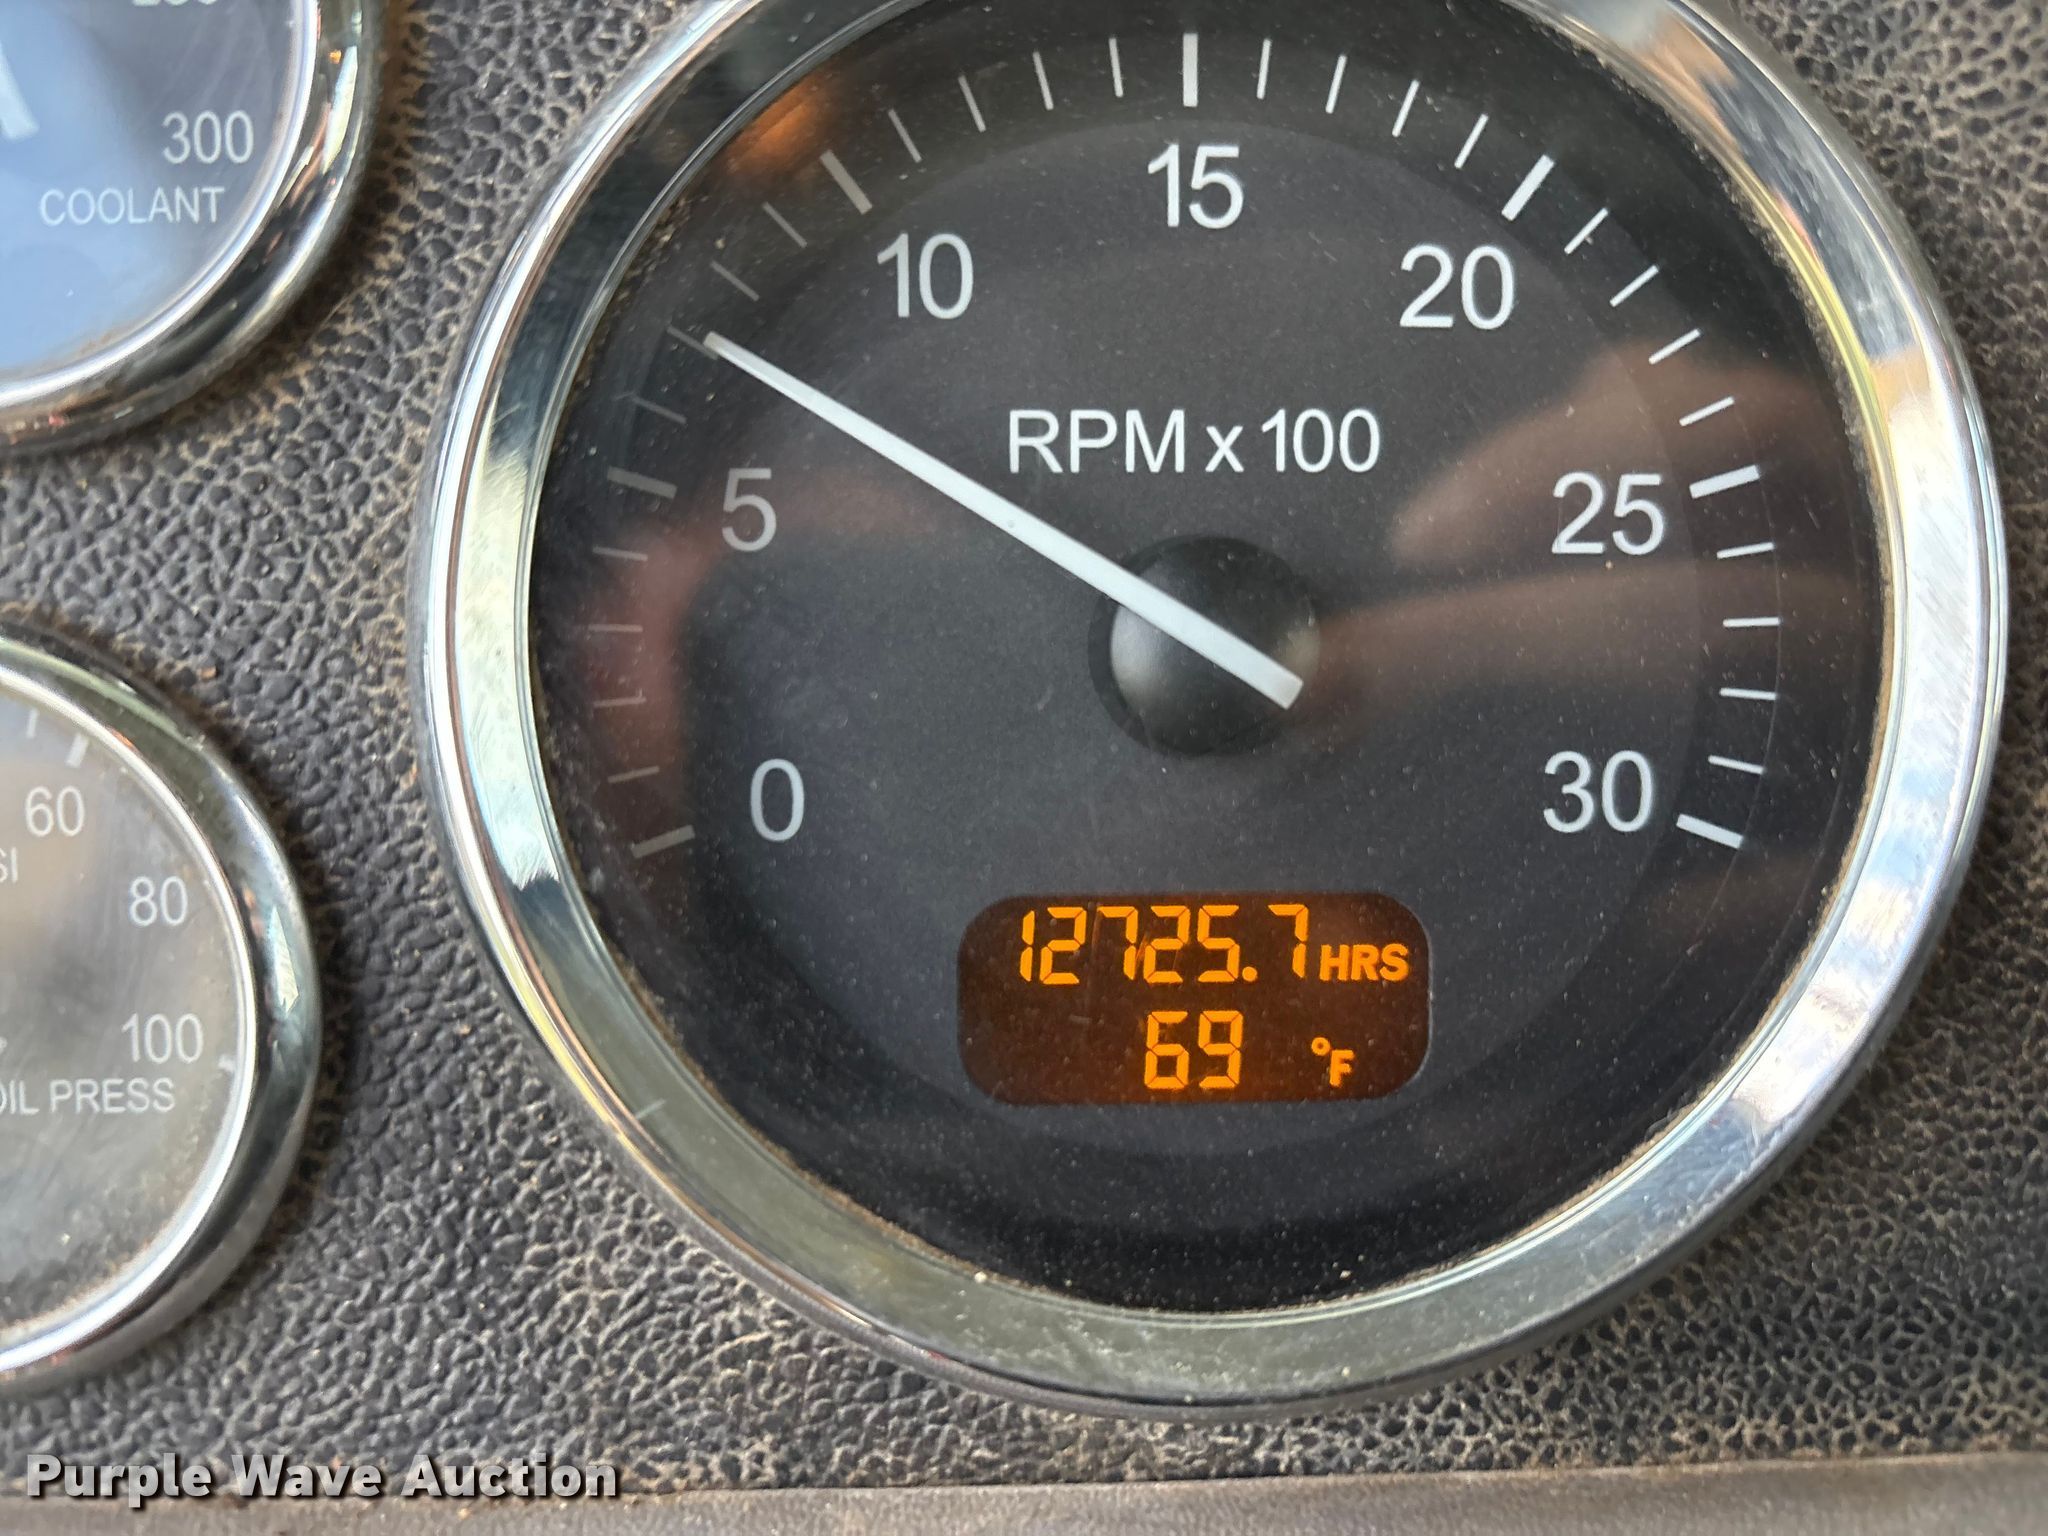 300
COOLANT
60
80
100
OIL PRESS
0
5
10
15
20
25
30
RPM x 100
12725.7 HRS
69 °F
Purple Wave Auction